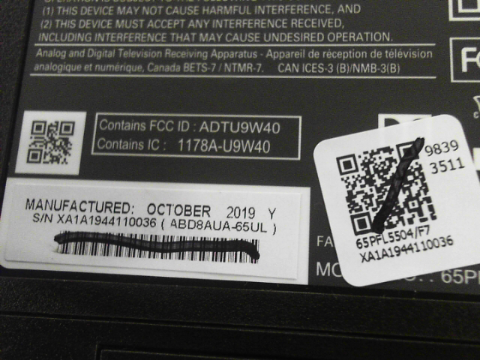 (1) THIS DEVICE MAY NOT CAUSE HARMFUL INTERFERENCE, AND
(2) THIS DEVICE MUST ACCEPT ANY INTERFERENCE RECEIVED,
INCLUDING INTERFERENCE THAT MAY CAUSE UNDESIRED OPERATION.
Analog and Digital Television Receiving Apparatus - Appareil de réception de télévision
analogique et numérique, Canada BETS-7 / NTMR-7. CAN ICES-3 (B)/NMB-3(B)
Contains FCC ID : ADTU9W40
Contains IC : 1178A-U9W40
9839
3511
65PFL5504/F7
XA1A1944110036
MANUFACTURED: OCTOBER 2019 Y
S/N XA1A1944110036 ( ABD8AUA-65UL )